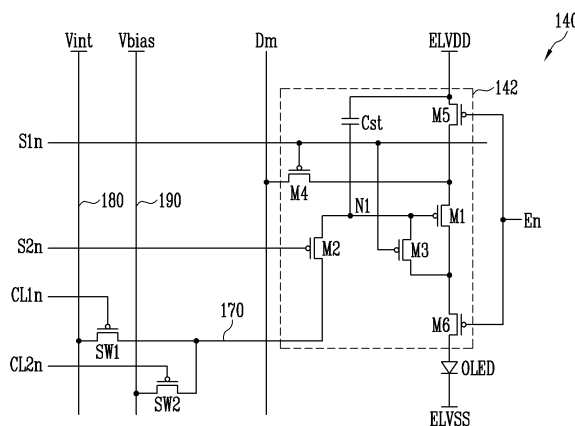 140
Vint Vbias Dm ELVDD
142
Cst
M5
S1n
M4
180 190 N1 M1
En
S2n M2 M3
CL1n
170 M6
SW1
CL2n OLED
SW2
ELVSS